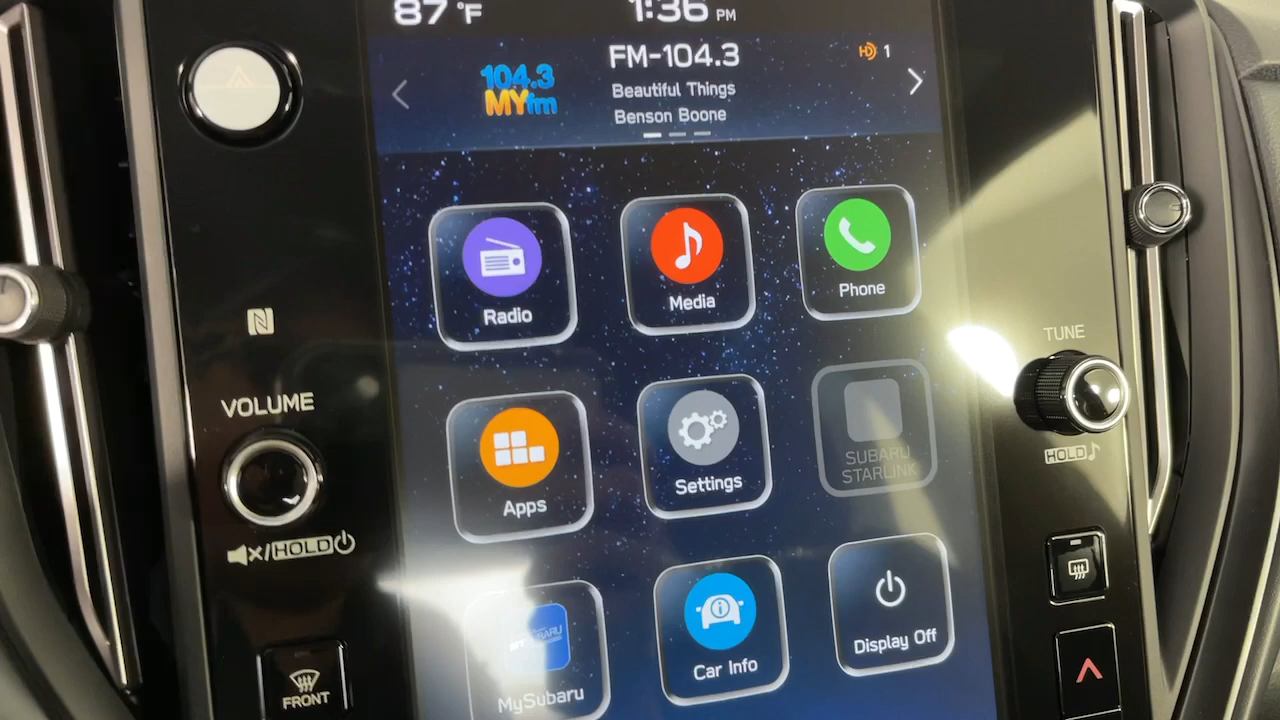 87 °F
1:36 PM
FM-104.3
HD 1
104.3
MYfm
Beautiful Things
Benson Boone
Radio
Media
Phone
TUNE
VOLUME
HOLD
Apps
Settings
SUBARU
STARLINK
HOLD
MySubaru
Car Info
Display Off
FRONT